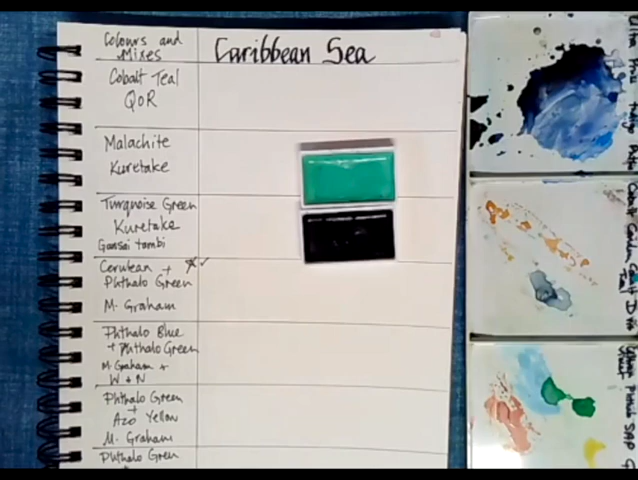 Colours and
Mixes
Caribbean Sea
Cobalt Teal
QoR
Malachite
Kuretake
Turquoise Green
Kuretake
Gansai tambi
Cerulean +
Phthalo Green
M. Graham
Phthalo Blue
+ Phthalo Green
M Graham +
W + N
Phthalo Green
+
Azo Yellow
M. Graham
Phthalo Green